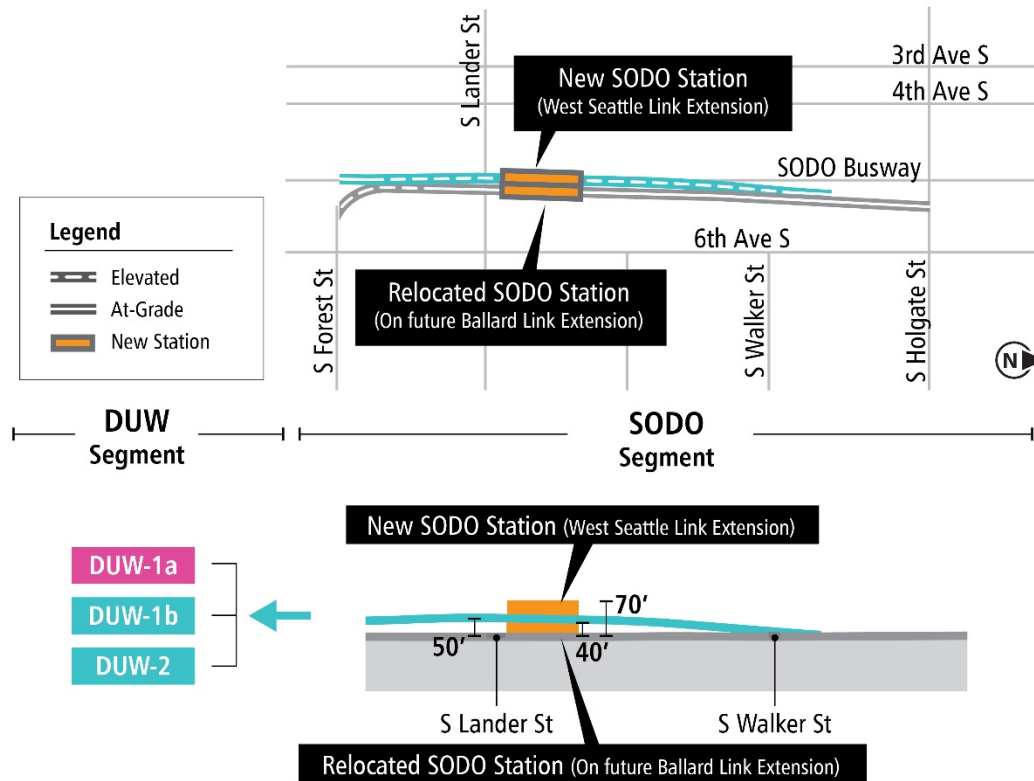 S Lander St
3rd Ave S
4th Ave S
New SODO Station
(West Seattle Link Extension)
SODO Busway
6th Ave S
Legend
Elevated
At-Grade
New Station
S Forest St
Relocated SODO Station
(On future Ballard Link Extension)
S Walker St
S Holgate St
N
DUW
Segment
SODO
Segment
New SODO Station (West Seattle Link Extension)
DUW-1a
DUW-1b
DUW-2
70’
50’
40’
S Lander St
S Walker St
Relocated SODO Station (On future Ballard Link Extension)